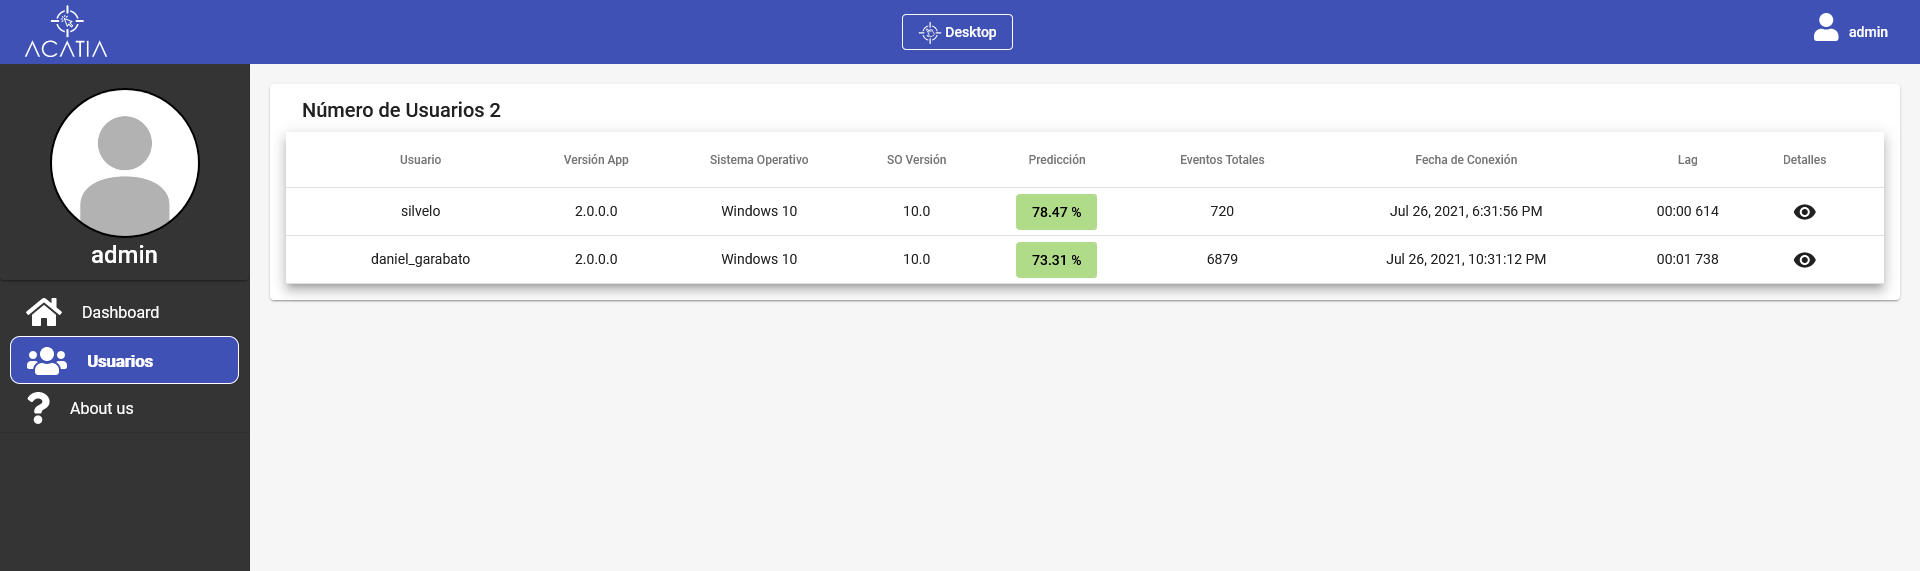 ACATIA
Desktop
admin
admin
Dashboard
Usuarios
About us
Número de Usuarios 2
Usuario Versión App Sistema Operativo SO Versión Predicción Eventos Totales Fecha de Conexión Lag Detalles
silvelo 2.0.0.0 Windows 10 10.0 78.47 % 720 Jul 26, 2021, 6:31:56 PM 00:00 614
daniel_garabato 2.0.0.0 Windows 10 10.0 73.31 % 6879 Jul 26, 2021, 10:31:12 PM 00:01 738